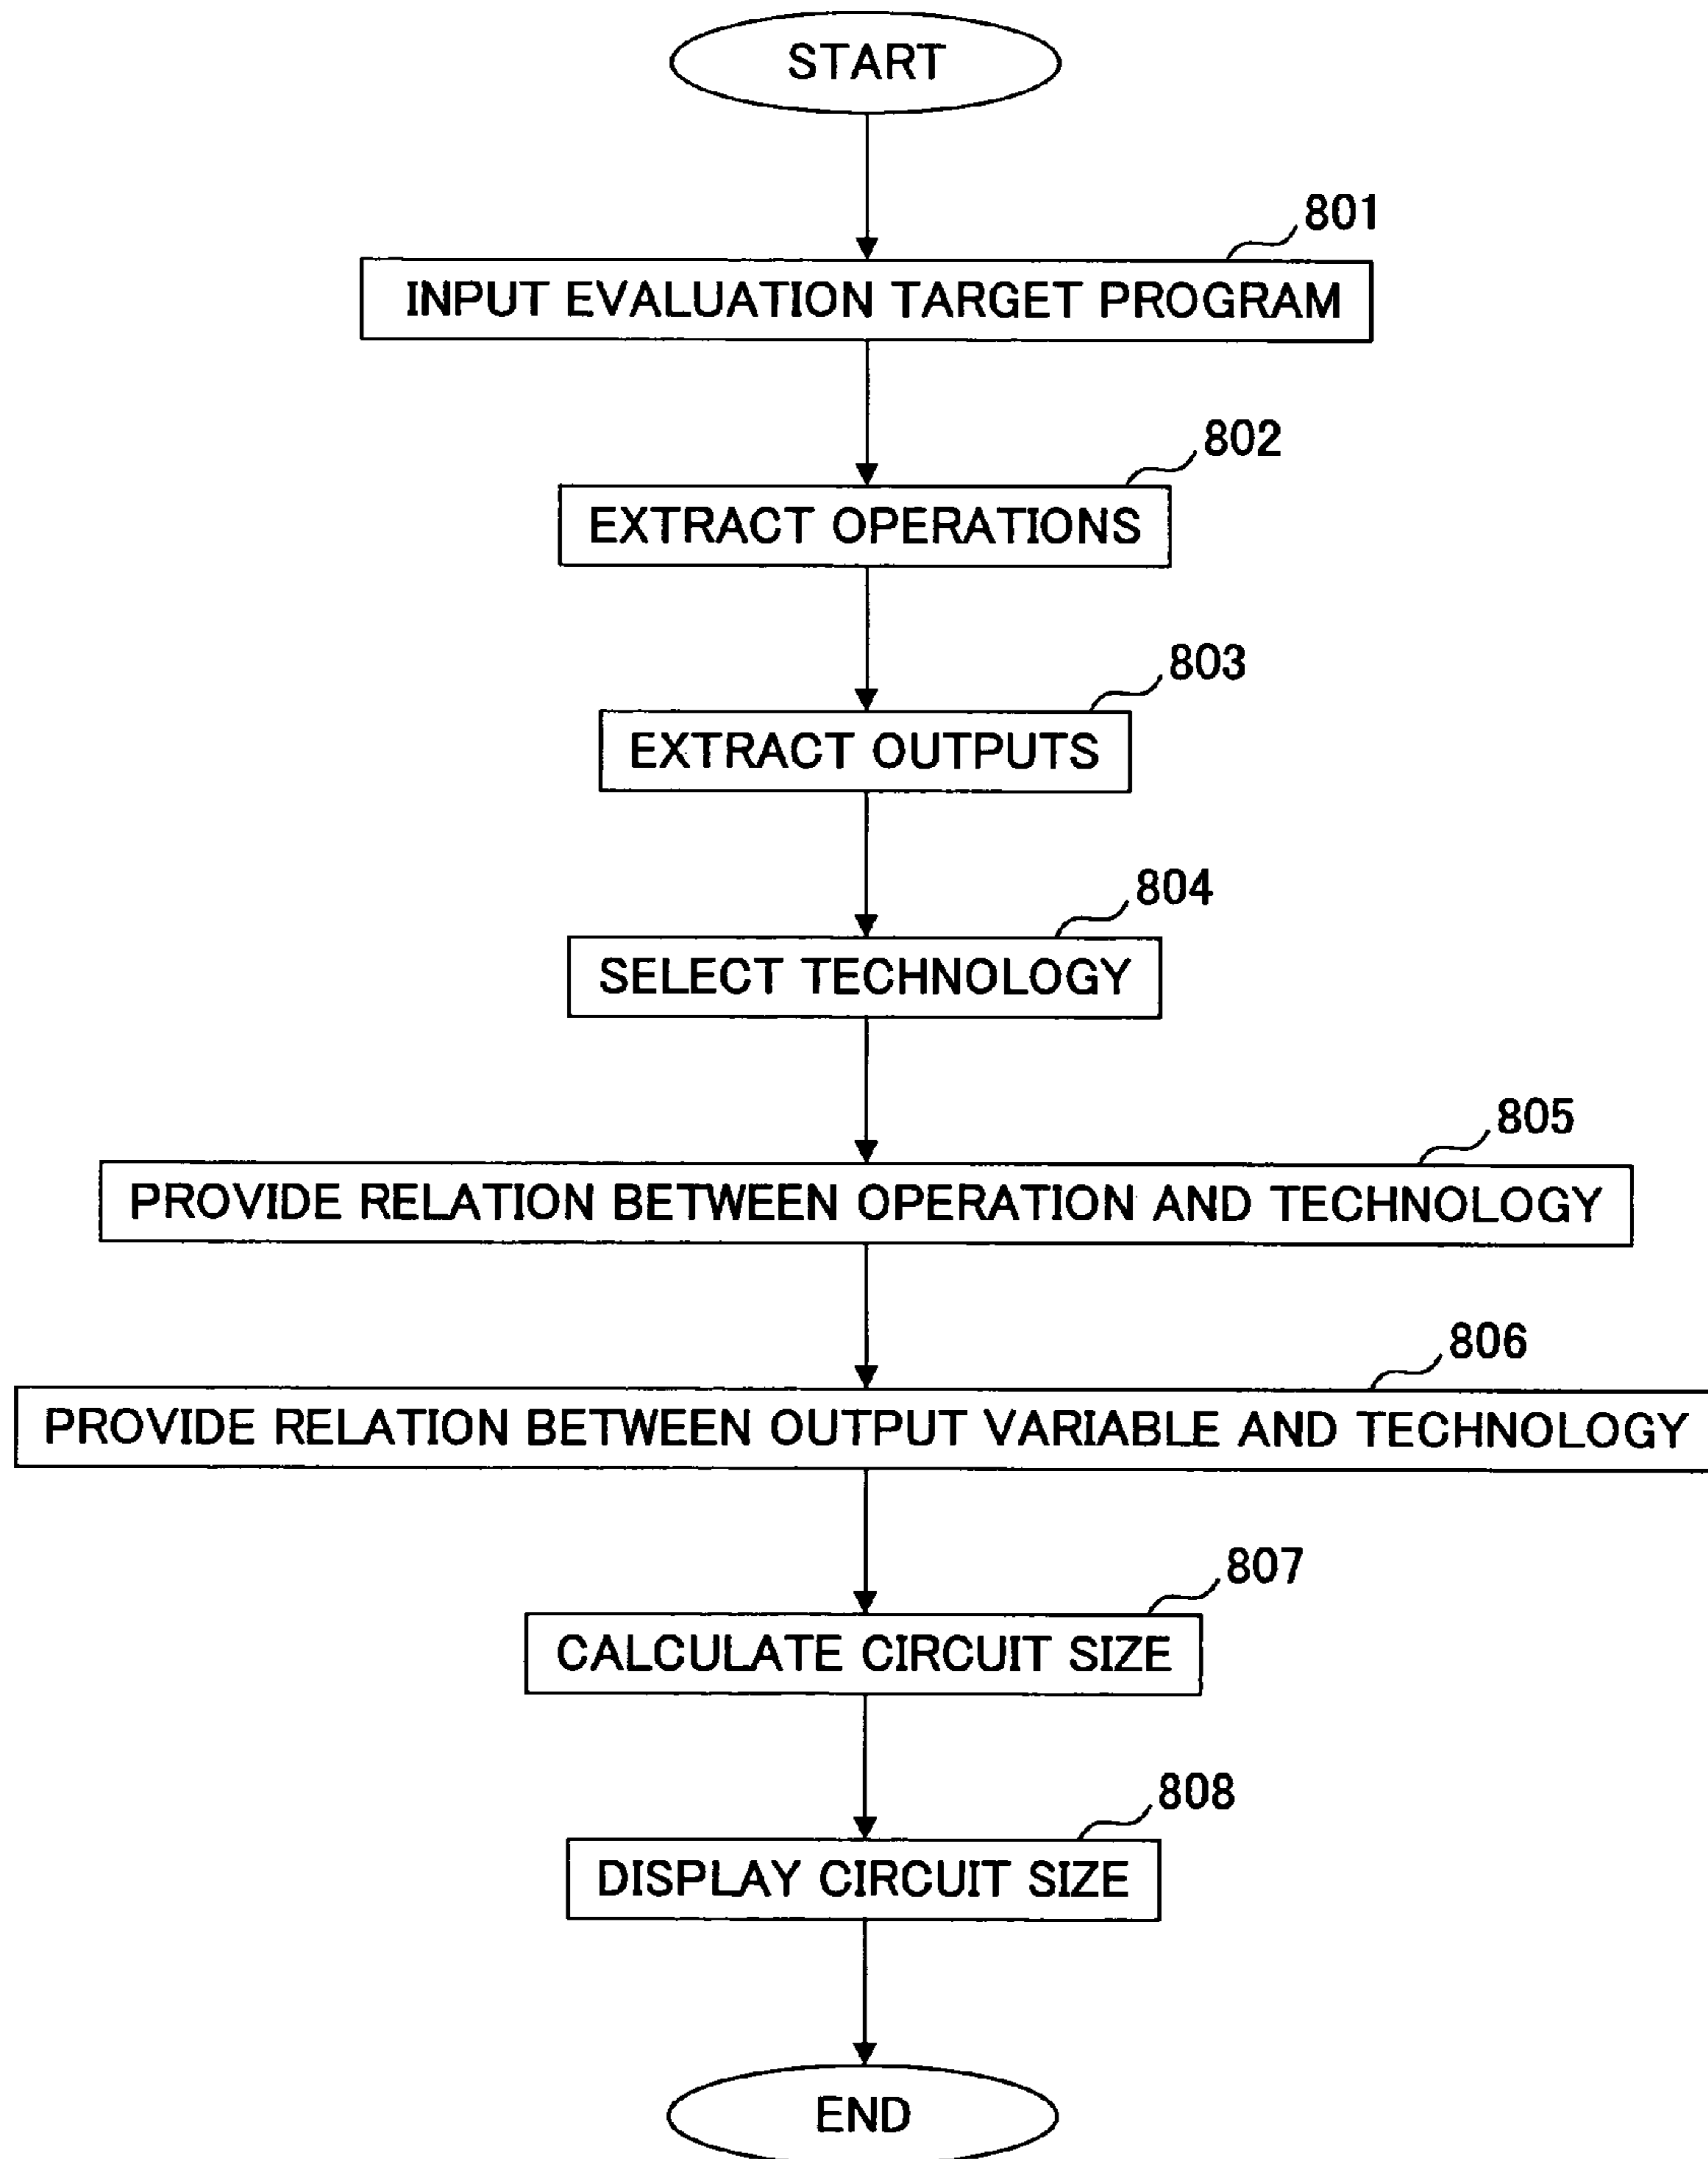 START
801
INPUT EVALUATION TARGET PROGRAM
802
EXTRACT OPERATIONS
803
EXTRACT OUTPUTS
804
SELECT TECHNOLOGY
805
PROVIDE RELATION BETWEEN OPERATION AND TECHNOLOGY
806
PROVIDE RELATION BETWEEN OUTPUT VARIABLE AND TECHNOLOGY
807
CALCULATE CIRCUIT SIZE
808
DISPLAY CIRCUIT SIZE
END